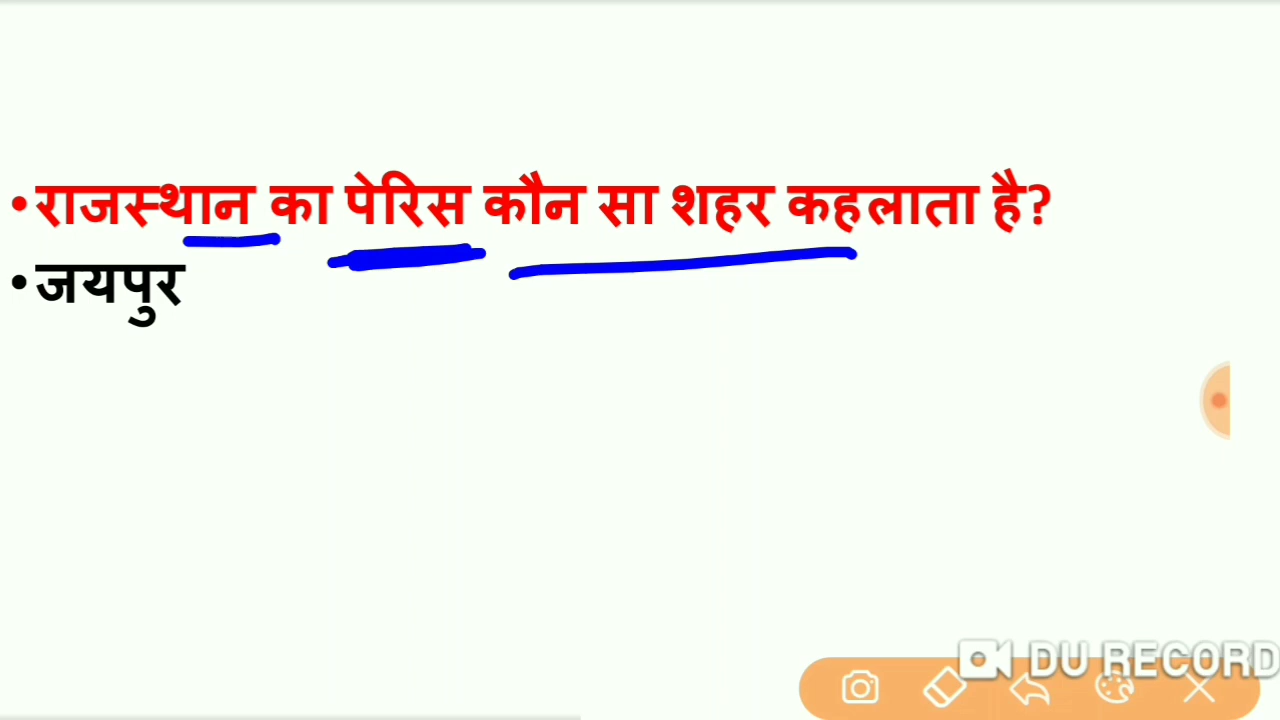 •राजस्थान का पेरिस कौन सा शहर कहलाता है?
•जयपुर
DU RECORD